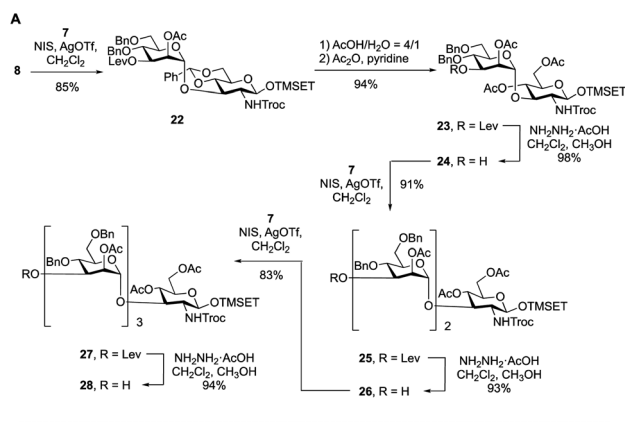 A
7
NIS, AgOTf,
CH2Cl2
8
85%
BnO
OAc
BnO
LevO
O
Ph
O
O
O
O
OTMSET
NHTroc
22
1) AcOH/H2O = 4/1
2) Ac2O, pyridine
94%
BnO
OAc
BnO
RO
O
OAc
AcO
O
O
OTMSET
NHTroc
23, R = Lev
NH2NH2·AcOH
CH2Cl2, CH3OH
98%
24, R = H
7
NIS, AgOTf,
CH2Cl2
91%
7
NIS, AgOTf,
CH2Cl2
83%
OBn
OAc
BnO
O
RO
OAc
AcO
O
O
OTMSET
NHTroc
3
OBn
OAc
BnO
O
RO
OAc
AcO
O
O
OTMSET
NHTroc
2
27, R = Lev
NH2NH2·AcOH
CH2Cl2, CH3OH
94%
28, R = H
25, R = Lev
NH2NH2·AcOH
CH2Cl2, CH3OH
93%
26, R = H